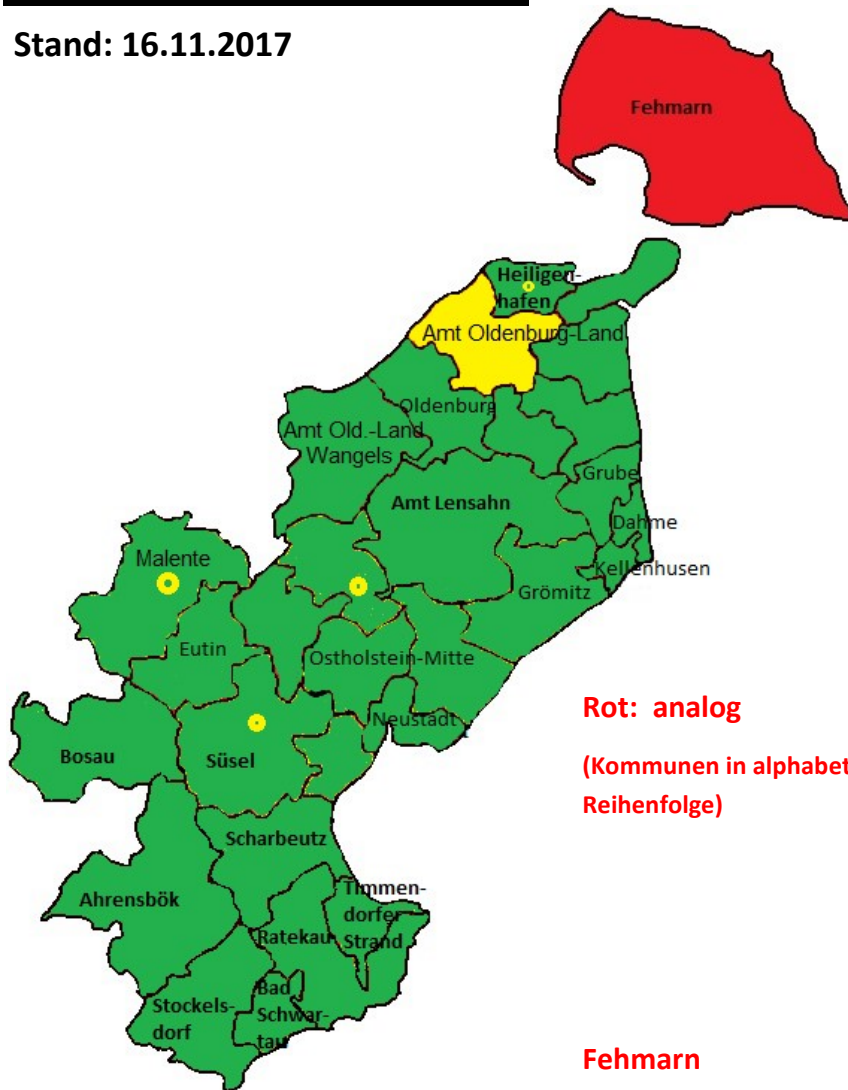 Stand: 16.11.2017
Fehmarn
Heiligen-
hafen
Amt Oldenburg-Land
Oldenburg
Amt Old.-Land
Wangels
Grube
Amt Lensahn
Dahme
Malente
Kellenhusen
Grömitz
Eutin
Ostholstein-Mitte
Neustadt
Rot: analog
Bosau
Süsel
(Kommunen in alphabet
Reihenfolge)
Scharbeutz
Ahrensbök
Timmen-
dorfer
Strand
Ratekau
Bad
Schwar-
tau
Stockels-
dorf
Fehmarn